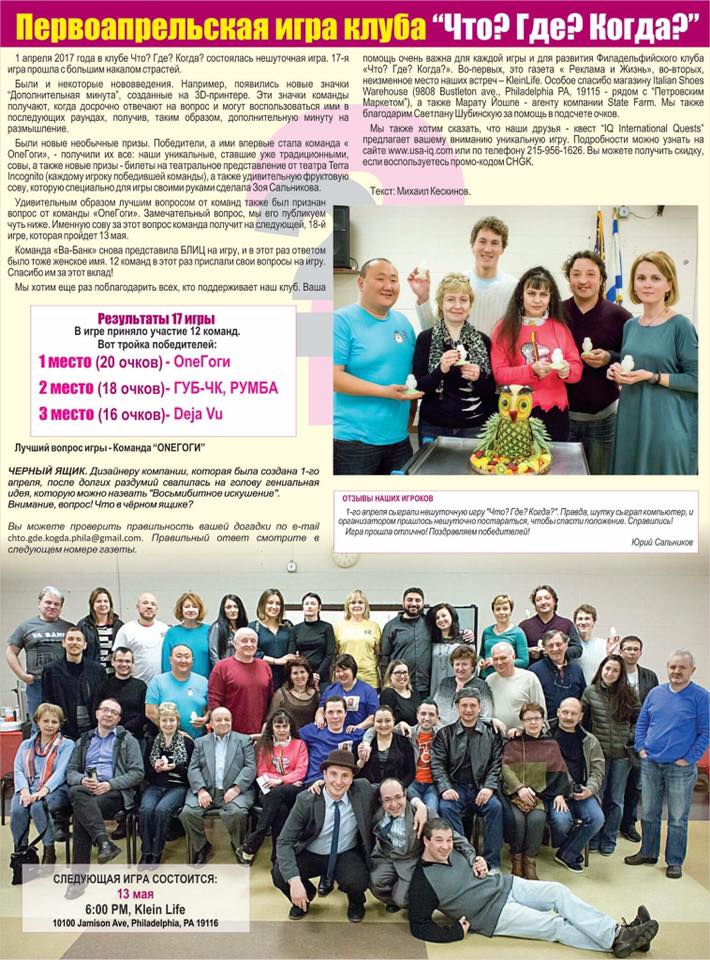 Первоапрельская игра клуба “Что? Где? Когда?”
1 апреля 2017 года в клубе Что? Где? Когда? состоялась нешуточная игра. 17-я
игра прошла с большим накалом страстей.
Были и некоторые нововведения. Например, появились новые значки
“Дополнительная минута”, созданные на 3D-принтере. Эти значки команды
получают, когда досрочно отвечают на вопрос и могут воспользоваться ими в
последующих раундах, получив, таким образом, дополнительную минуту на
размышление.
Были новые необычные призы. Победители, а ими впервые стала команда «
OneГоги», - получили их все: наши уникальные, ставшие уже традиционными,
совы, а также новые призы - билеты на театральное представление от театра Terra
Incognito (каждому игроку победившей команды), а также удивительную фруктовую
сову, которую специально для игры своими руками сделала Зоя Сальникова.
Удивительным образом лучшим вопросом от команд также был признан
вопрос от команды «OneГоги». Замечательный вопрос, мы его публикуем
чуть ниже. Именную сову за этот вопрос команда получит на следующей, 18-й
игре, которая пройдет 13 мая.
Команда «Ва-Банк» снова представила БЛИЦ на игру, и в этот раз ответом
было тоже женское имя. 12 команд в этот раз прислали свои вопросы на игру.
Спасибо им за этот вклад!
Мы хотим еще раз поблагодарить всех, кто поддерживает наш клуб. Ваша
помощь очень важна для каждой игры и для развития Филадельфийского клуба
«Что? Где? Когда?». Во-первых, это газета « Реклама и Жизнь», во-вторых,
неизменное место наших встреч – KleinLife. Особое спасибо магазину Italian Shoes
Warehouse (9808 Bustleton ave., Philadelphia PA, 19115 - рядом с “Петровским
Маркетом”), а также Марату Йошпе - агенту компании State Farm. Мы также
благодарим Светлану Шубинскую за помощь в подсчете очков.
Мы также хотим сказать, что наши друзья - квест “IQ International Quests”
предлагает вашему вниманию уникальную игру. Подробности можно узнать на
сайте www.usa-iq.com или по телефону 215-956-1626. Вы можете получить скидку,
если воспользуетесь промо-кодом CHGK.
Текст: Михаил Кескинов.
Результаты 17 игры
В игре приняло участие 12 команд.
Вот тройка победителей:
1 место (20 очков)- OneГоги
2 место (18 очков)- ГУБ-ЧК, РУМБА
3 место (16 очков)- Deja Vu
Лучший вопрос игры - Команда “ONEГОГИ”
ЧЕРНЫЙ ЯЩИК. Дизайнеру компании, которая была создана 1-го
апреля, после долгих раздумий свалилась на голову гениальная
идея, которую можно назвать "Восьмибитное искушение".
Внимание, вопрос! Что в чёрном ящике?
Вы можете проверить правильность вашей догадки по e-mail
chto.gde.kogda.phila@gmail.com. Правильный ответ смотрите в
следующем номере газеты.
ОТЗЫВЫ НАШИХ ИГРОКОВ
1-го апреля сыграли нешуточную игру "Что? Где? Когда?". Правда, шутку сыграл компьютер, и
организаторам пришлось нешуточно постараться, чтобы спасти положение. Справились!
Игра прошла отлично! Поздравляем победителей!
Юрий Сальников
VA BANK
СЛЕДУЮЩАЯ ИГРА СОСТОИТСЯ:
13 мая
6:00 PM, Klein Life
10100 Jamison Ave, Philadelphia, PA 19116